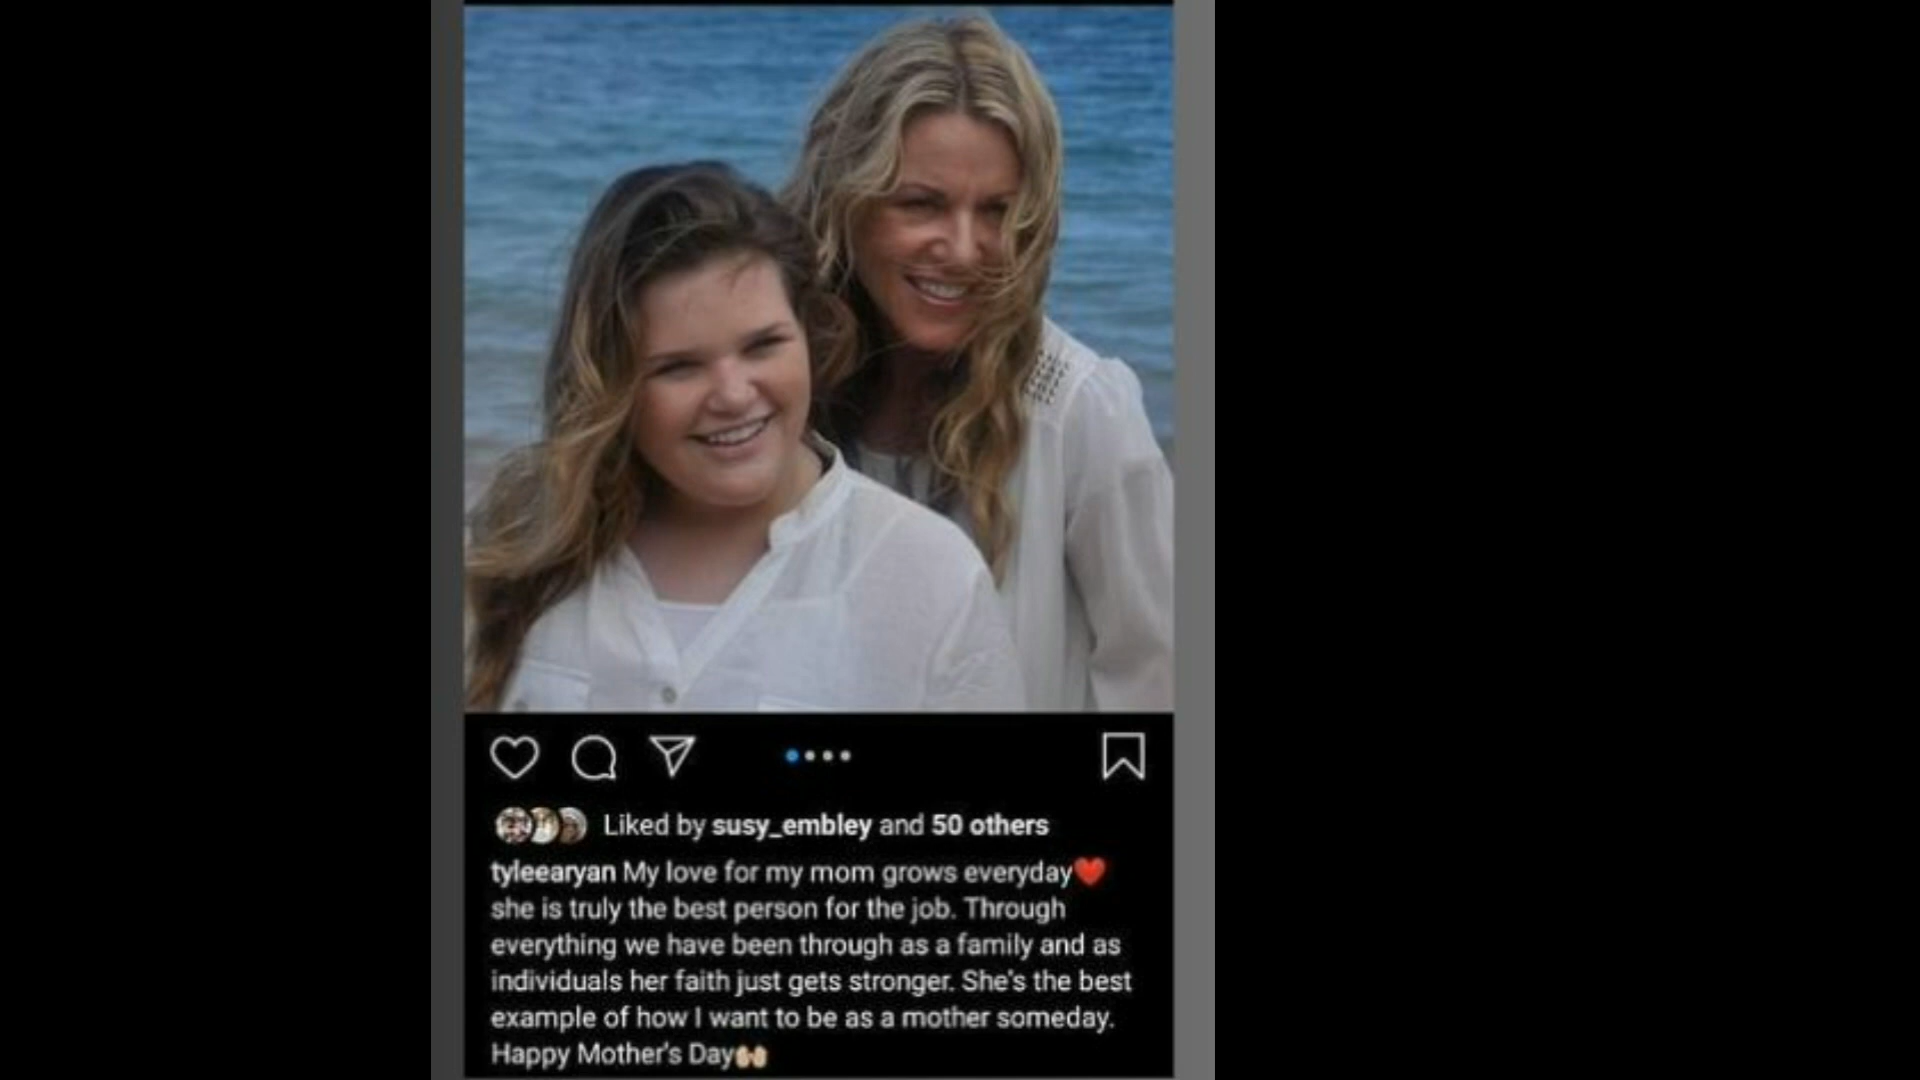 Liked by susy_embley and 50 others
tyleearyan My love for my mom grows everyday❤️
she is truly the best person for the job. Through
everything we have been through as a family and as
individuals her faith just gets stronger. She's the best
example of how I want to be as a mother someday.
Happy Mother's Day🙌🏼